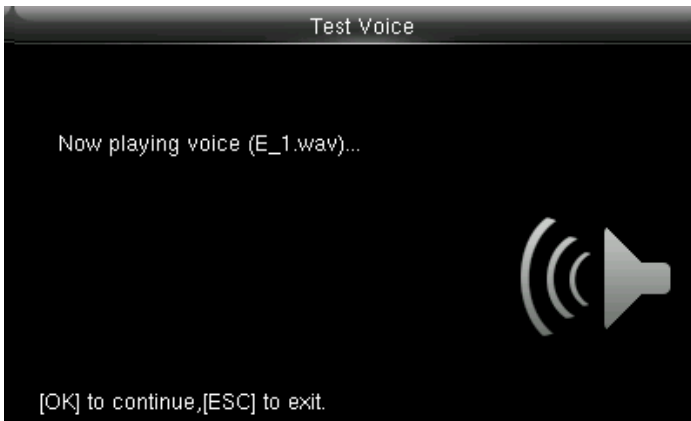 Test Voice
Now playing voice (E_1.wav)...
[OK] to continue,[ESC] to exit.